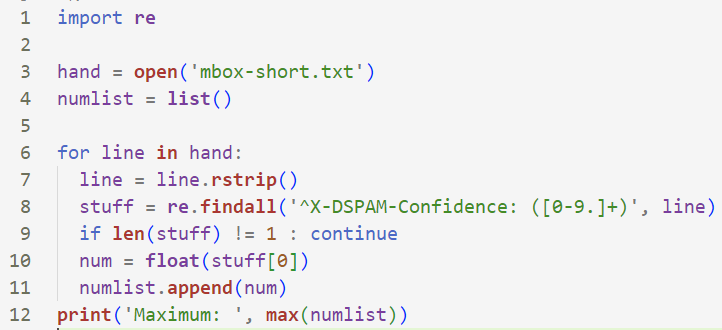 1 import re
2
3 hand = open('mbox-short.txt')
4 numlist = list()
5
6 for line in hand:
7   line = line.rstrip()
8   stuff = re.findall('^X-DSPAM-Confidence: ([0-9.]+)', line)
9   if len(stuff) != 1 : continue
10   num = float(stuff[0])
11   numlist.append(num)
12 print('Maximum: ', max(numlist))